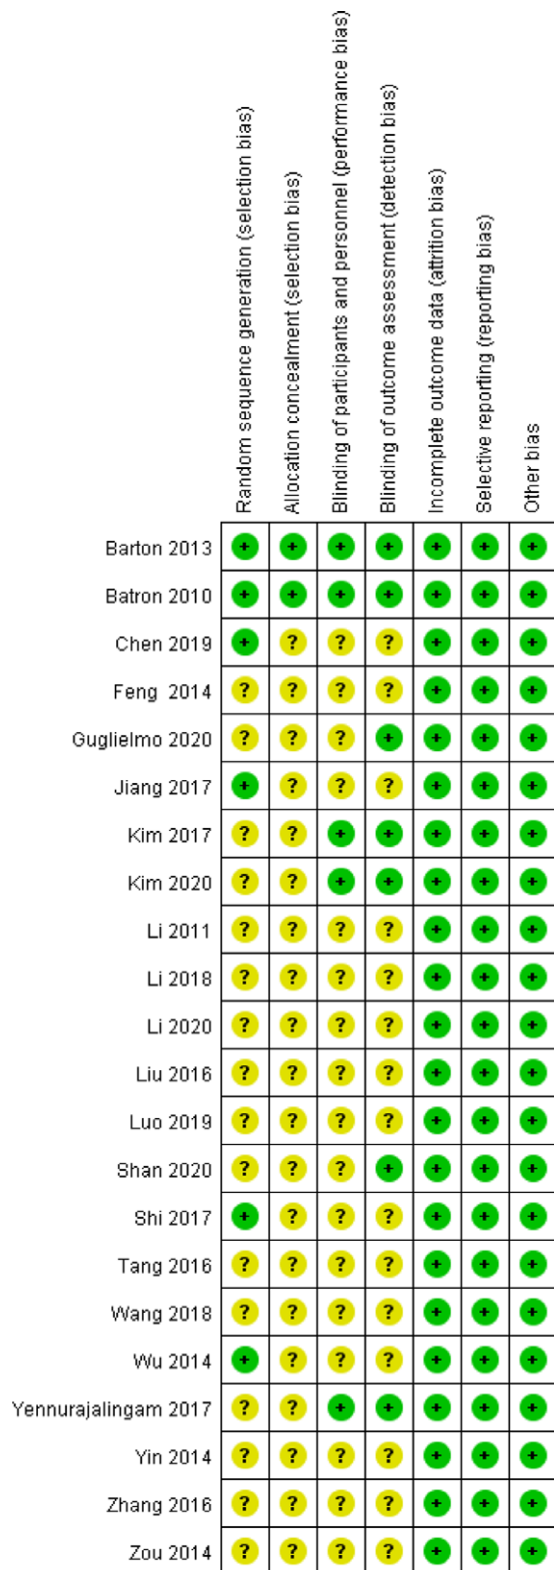 Random sequence generation (selection bias)
Allocation concealment (selection bias)
Blinding of participants and personnel (performance bias)
Blinding of outcome assessment (detection bias)
Incomplete outcome data (attrition bias)
Selective reporting (reporting bias)
Other bias
Barton 2013 + + + + + + +
Batron 2010 + + + + + + +
Chen 2019 + ? ? ? + + +
Feng 2014 ? ? ? ? + + +
Guglielmo 2020 ? ? ? + + + +
Jiang 2017 + ? ? ? + + +
Kim 2017 ? ? + + + + +
Kim 2020 ? ? + + + + +
Li 2011 ? ? ? ? + + +
Li 2018 ? ? ? ? + + +
Li 2020 ? ? ? ? + + +
Liu 2016 ? ? ? ? + + +
Luo 2019 ? ? ? ? + + +
Shan 2020 ? ? ? + + + +
Shi 2017 + ? ? ? + + +
Tang 2016 ? ? ? ? + + +
Wang 2018 ? ? ? ? + + +
Wu 2014 + ? ? ? + + +
Yennurajalingam 2017 ? ? + + + + +
Yin 2014 ? ? ? ? + + +
Zhang 2016 ? ? ? ? + + +
Zou 2014 ? ? ? ? + + +